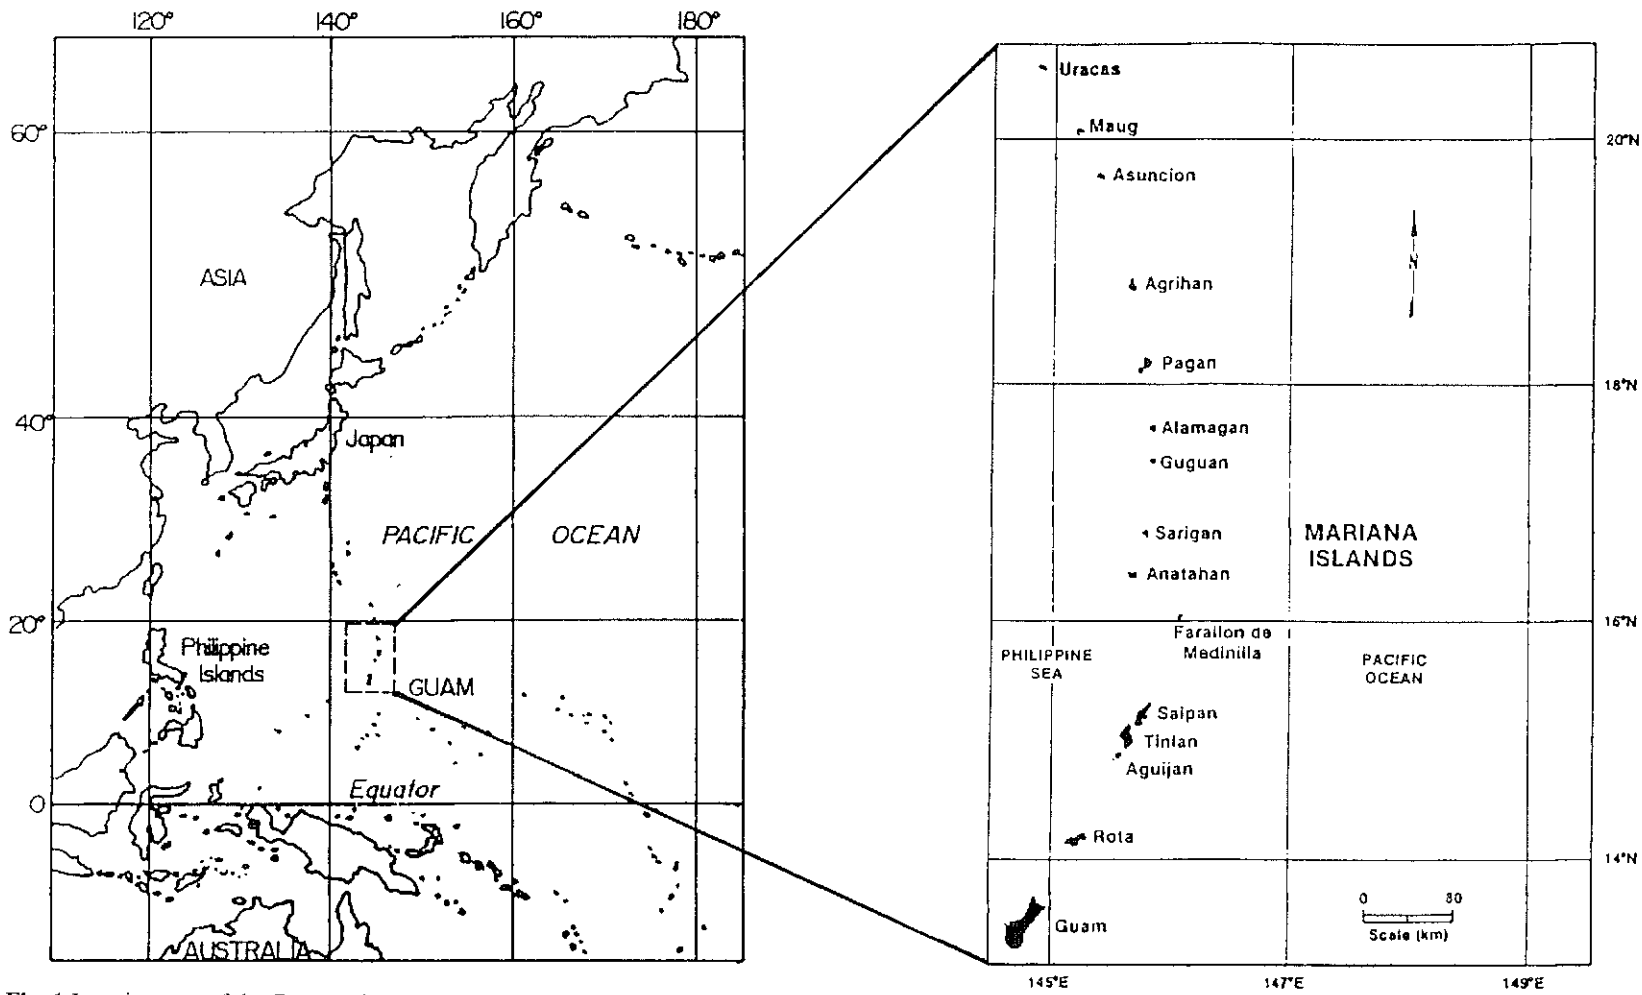 120° 140° 160° 180°
60°
ASIA
40°
Japan
PACIFIC OCEAN
20°
Philippine
Islands
GUAM
Equator
0
AUSTRALIA
Uracas
Maug
20°N
Asuncion
N
Agrihan
Pagan
18°N
Alamagan
Guguan
Sarigan
MARIANA
ISLANDS
Anatahan
16°N
Farallon de
Medinilla
PHILIPPINE
SEA
PACIFIC
OCEAN
Saipan
Tinian
Aguijan
Rota
14°N
0 80
Scale (km)
Guam
145°E 147°E 149°E